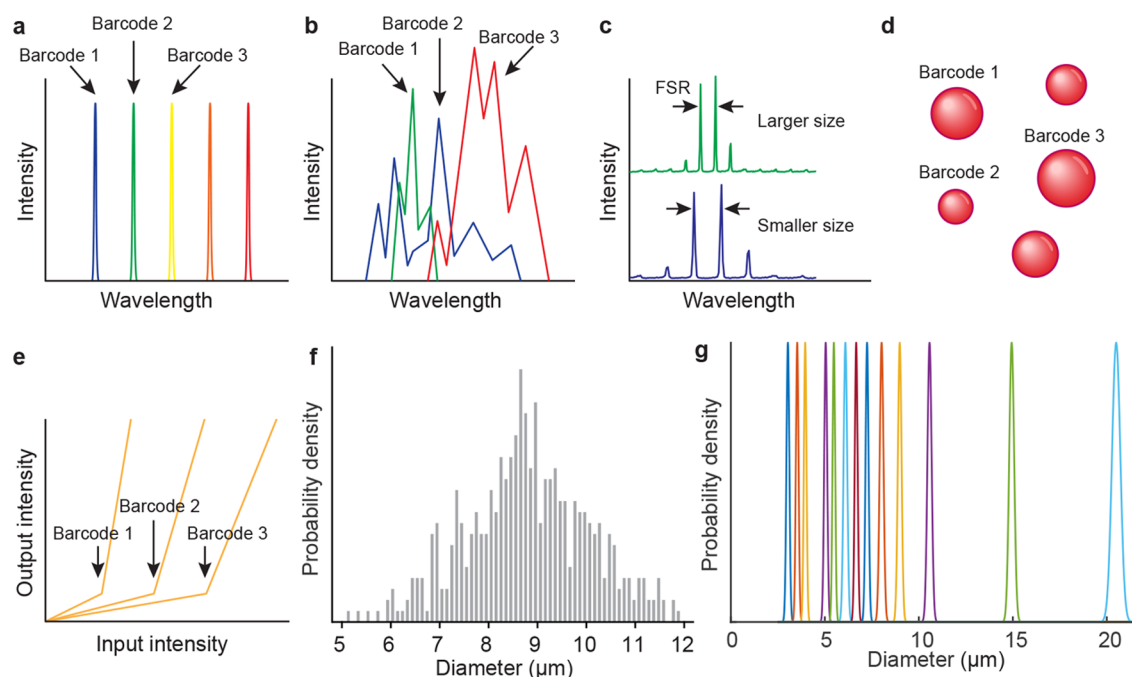 a
Barcode 1
Barcode 2
Barcode 3
Intensity
Wavelength
b
Barcode 1
Barcode 2
Barcode 3
Intensity
Wavelength
c
FSR
Larger size
Smaller size
Intensity
Wavelength
d
Barcode 1
Barcode 3
Barcode 2
e
Output intensity
Barcode 1
Barcode 2
Barcode 3
Input intensity
f
Probability density
5 6 7 8 9 10 11 12
Diameter (μm)
g
Probability density
0 5 10 15 20
Diameter (μm)